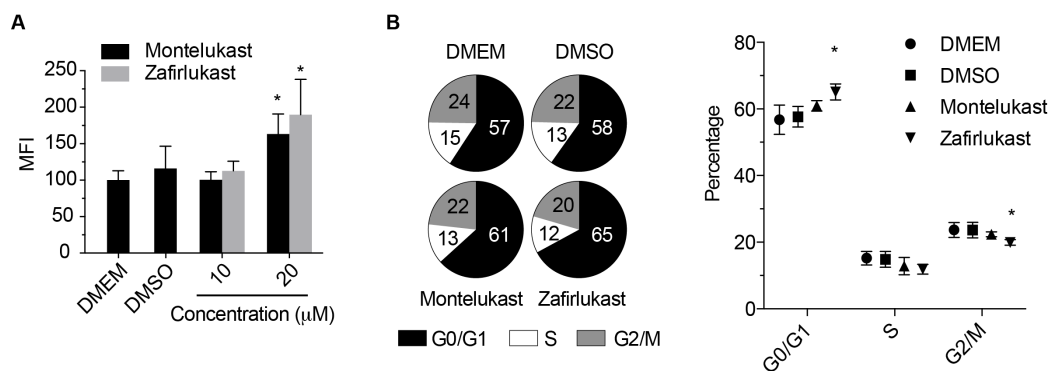 A
Montelukast
Zafirlukast
MFI
250
200
150
100
50
0
* *
DMEM
DMSO
10
20
Concentration (μM)
B
DMEM
DMSO
24
15
57
22
13
58
22
13
61
20
12
65
Montelukast
Zafirlukast
G0/G1
S
G2/M
Percentage
80
60
40
20
0
*
*
DMEM
DMSO
Montelukast
Zafirlukast
G0/G1
S
G2/M